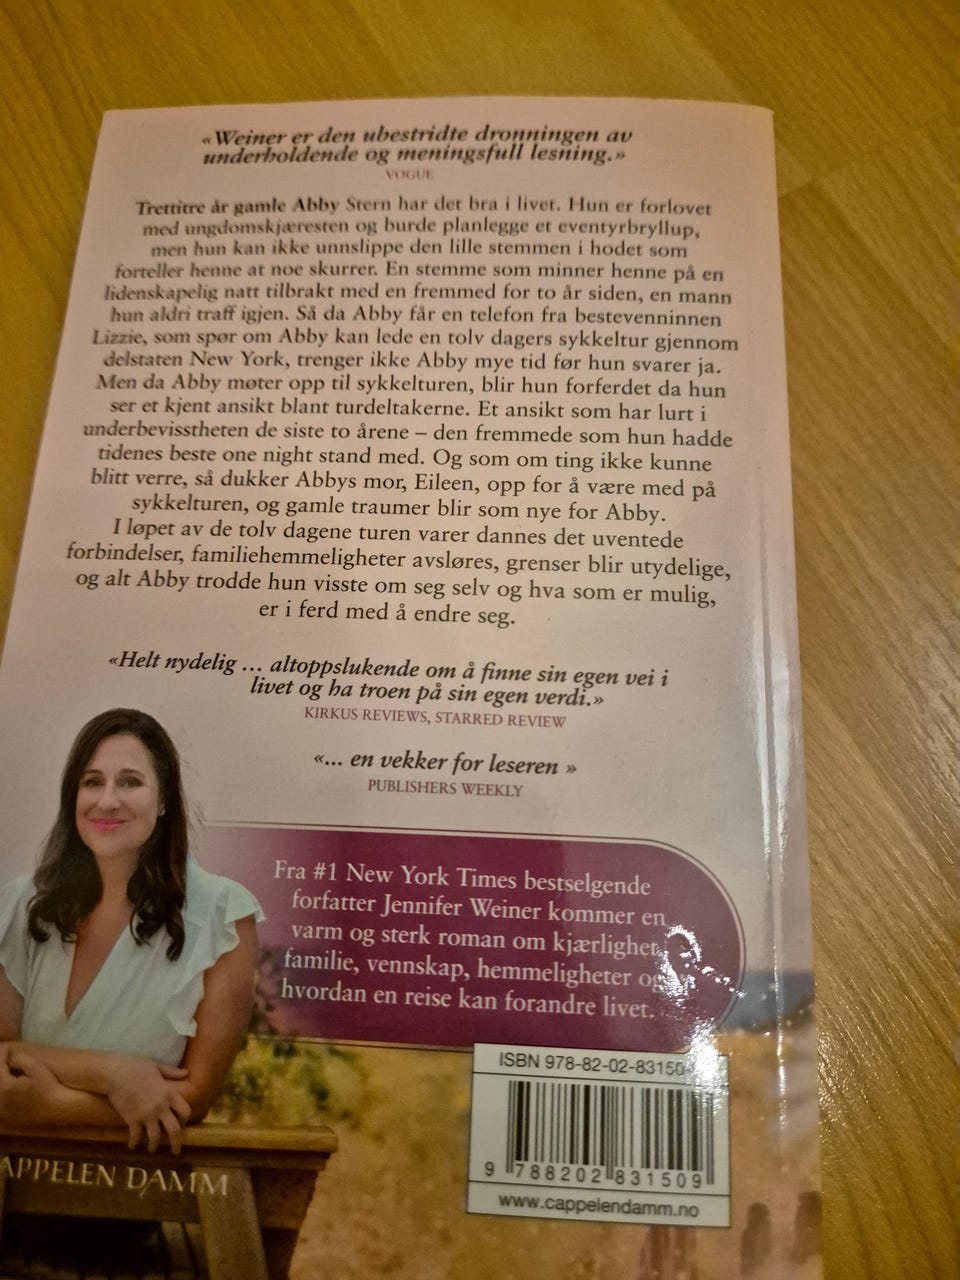 «Weiner er den ubestridte dronningen av
underholdende og meningsfull lesning.»
VOGUE
Trettitre år gamle Abby Stern har det bra i livet. Hun er forlovet
med ungdomskjæresten og burde planlegge et eventyrbryllup,
men hun kan ikke unnslippe den lille stemmen i hodet som
forteller henne at noe skurrer. En stemme som minner henne på en
lidenskapelig natt tilbrakt med en fremmed for to år siden, en mann
hun aldri traff igjen. Så da Abby får en telefon fra bestevenninnen
Lizzie, som spør om Abby kan lede en tolv dagers sykkeltur gjennom
delstaten New York, trenger ikke Abby mye tid før hun svarer ja.
Men da Abby møter opp til sykkelturen, blir hun forferdet da hun
ser et kjent ansikt blant turdeltakerne. Et ansikt som har lurt i
underbevisstheten de siste to årene – den fremmede som hun hadde
tidenes beste one night stand med. Og som om ting ikke kunne
blitt verre, så dukker Abbys mor, Eileen, opp for å være med på
sykkelturen, og gamle traumer blir som nye for Abby.
I løpet av de tolv dagene turen varer dannes det uventede
forbindelser, familiehemmeligheter avsløres, grenser blir utydelige,
og alt Abby trodde hun visste om seg selv og hva som er mulig,
er i ferd med å endre seg.
«Helt nydelig ... altoppslukende om å finne sin egen vei i
livet og ha troen på sin egen verdi.»
KIRKUS REVIEWS, STARRED REVIEW
«... en vekker for leseren »
PUBLISHERS WEEKLY
Fra #1 New York Times bestselgende
forfatter Jennifer Weiner kommer en
varm og sterk roman om kjærlighet,
familie, vennskap, hemmeligheter og
hvordan en reise kan forandre livet.
ISBN 978-82-02-83150-
9 788202 831509
www.cappelendamm.no
APPELEN DAMM